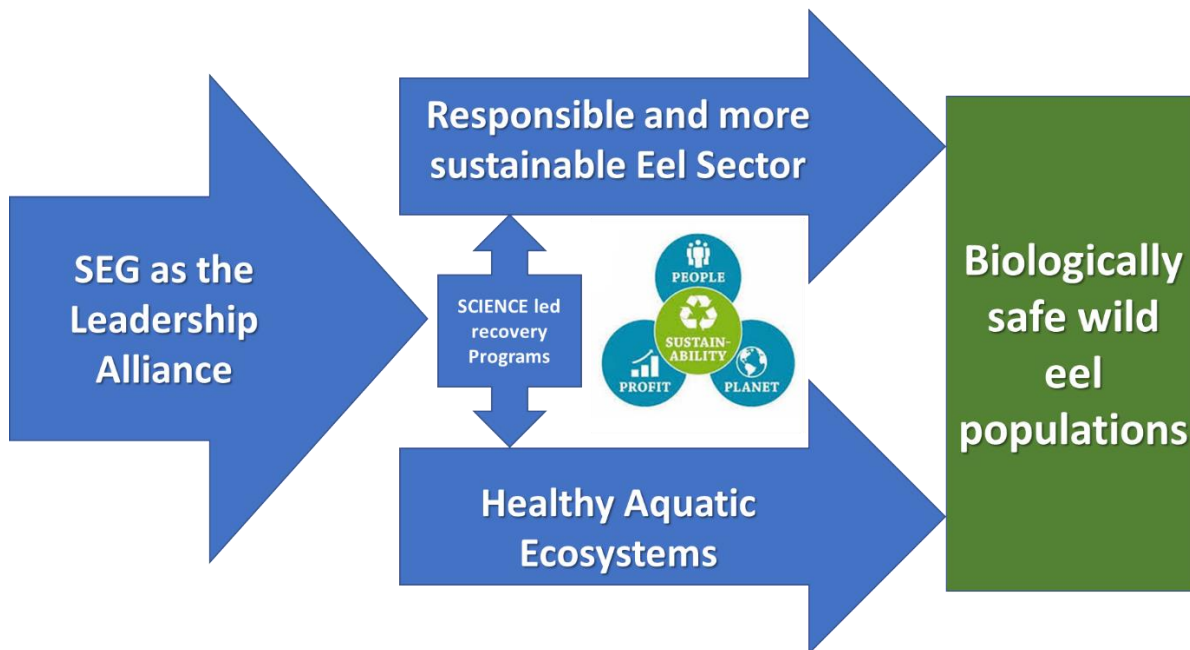 SEG as the
Leadership
Alliance
Responsible and more
sustainable Eel Sector
SCIENCE led
recovery
Programs
PEOPLE
SUSTAIN-
ABILITY
PROFIT
PLANET
Healthy Aquatic
Ecosystems
Biologically
safe wild
eel
populations